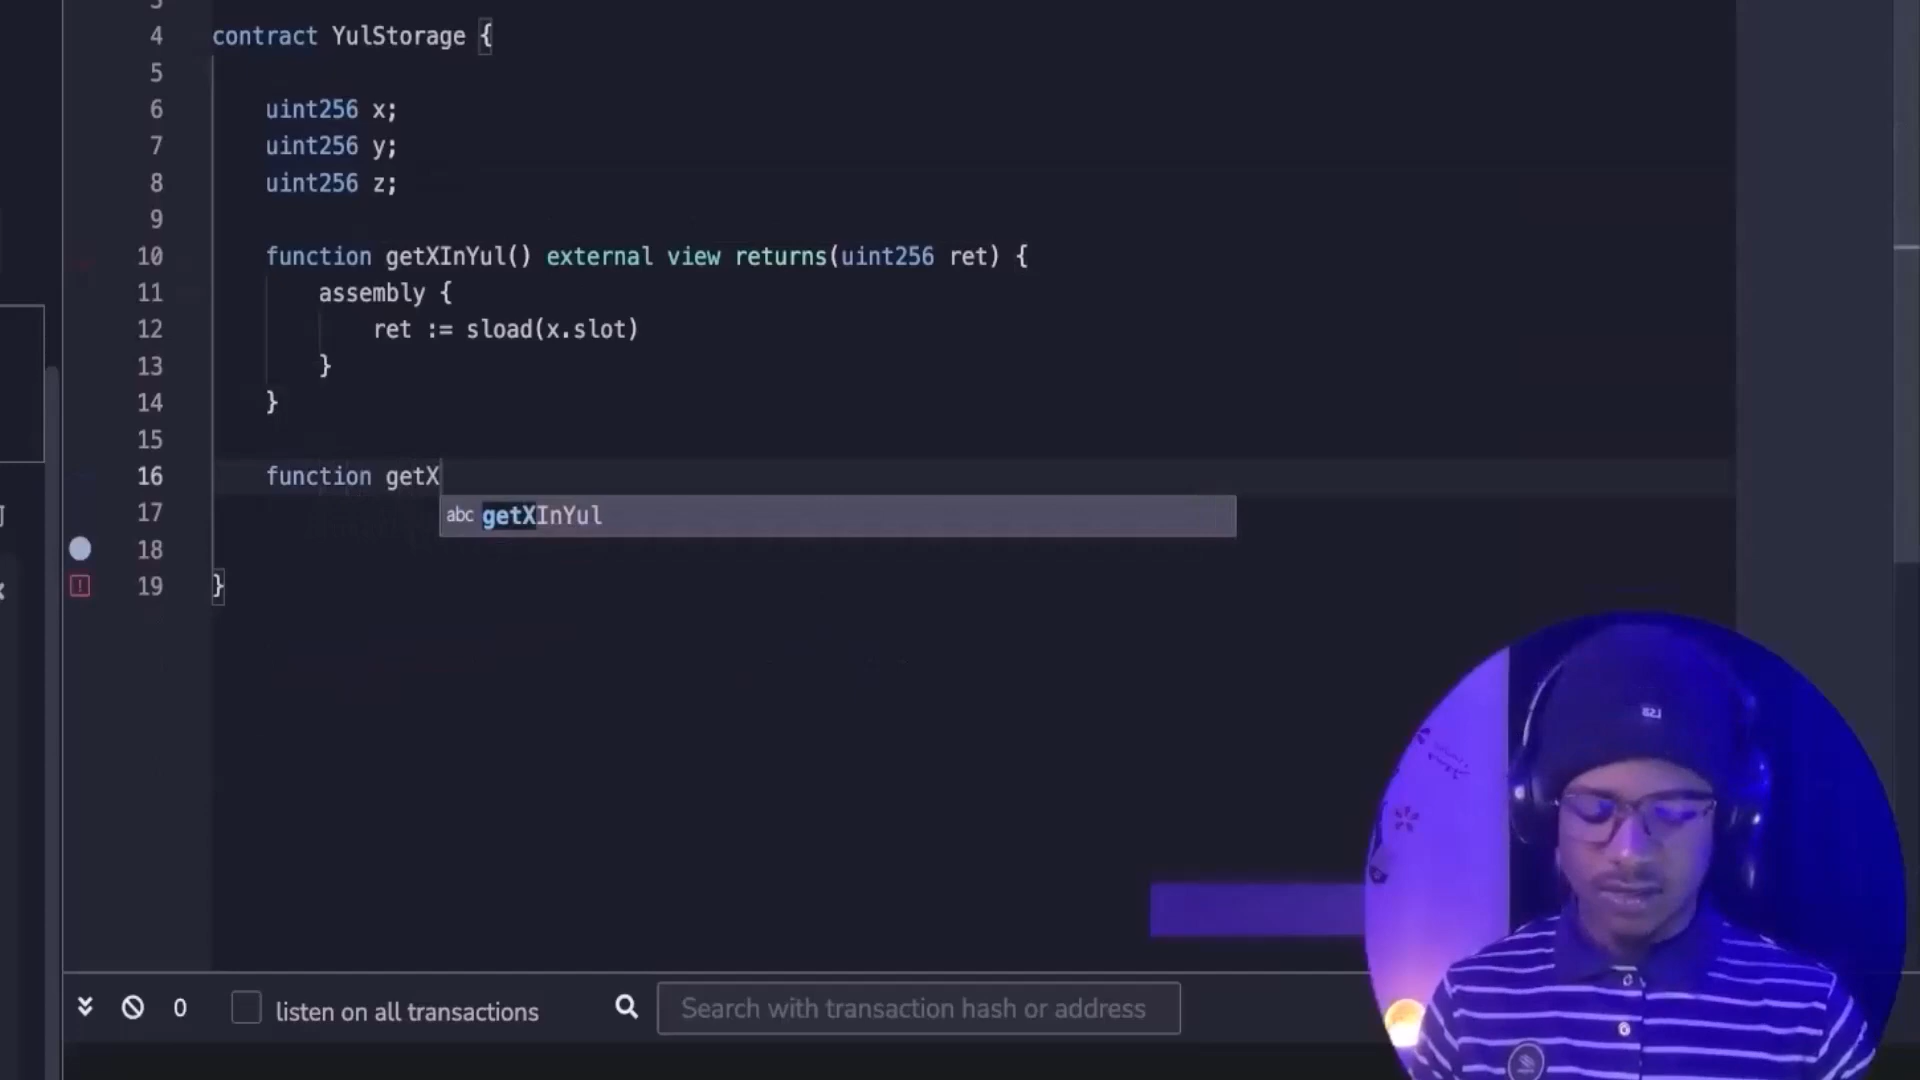 4 contract YulStorage {
5
6 uint256 x;
7 uint256 y;
8 uint256 z;
9
10 function getXInYul() external view returns(uint256 ret) {
11 assembly {
12 ret := sload(x.slot)
13 }
14 }
15
16 function getX
17 abc getXInYul
18
19 }
0 listen on all transactions Search with transaction hash or address